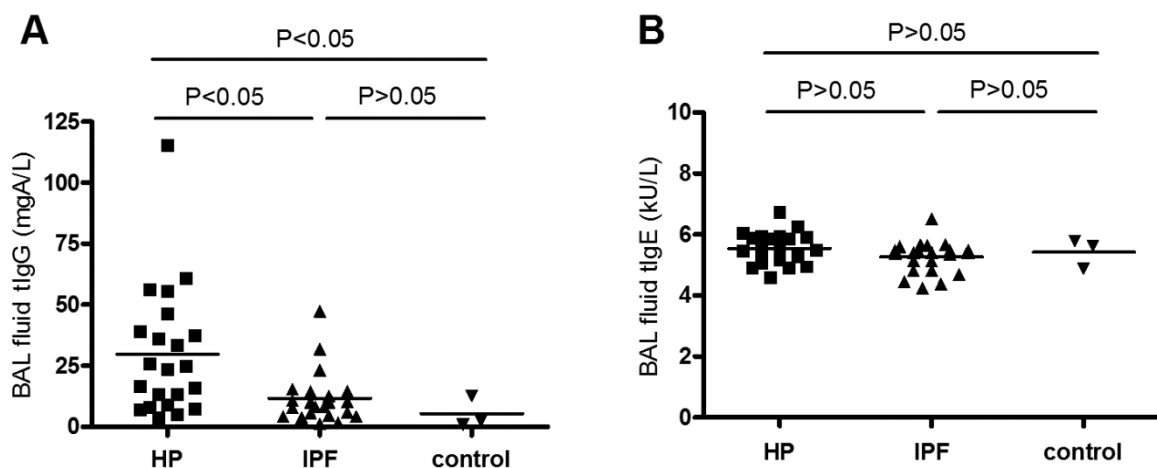 A
P<0.05
P<0.05
P>0.05
BAL fluid tIgG (mgA/L)
125
100
75
50
25
0
HP
IPF
control
B
P>0.05
P>0.05
P>0.05
BAL fluid tIgE (kU/L)
10
8
6
4
2
0
HP
IPF
control